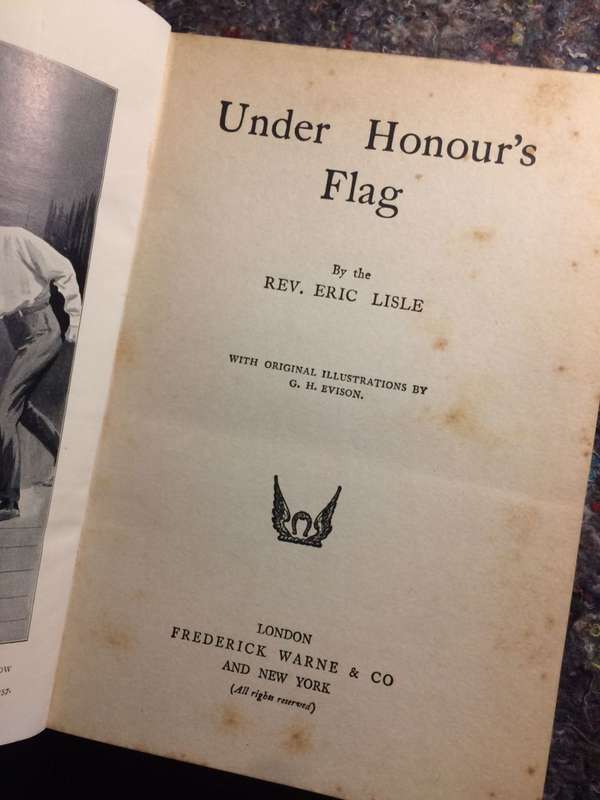 Under Honour's
Flag
By the
REV. ERIC LISLE
WITH ORIGINAL ILLUSTRATIONS BY
G. H. EVISON.
LONDON
FREDERICK WARNE & CO
AND NEW YORK
(All rights reserved)
57.